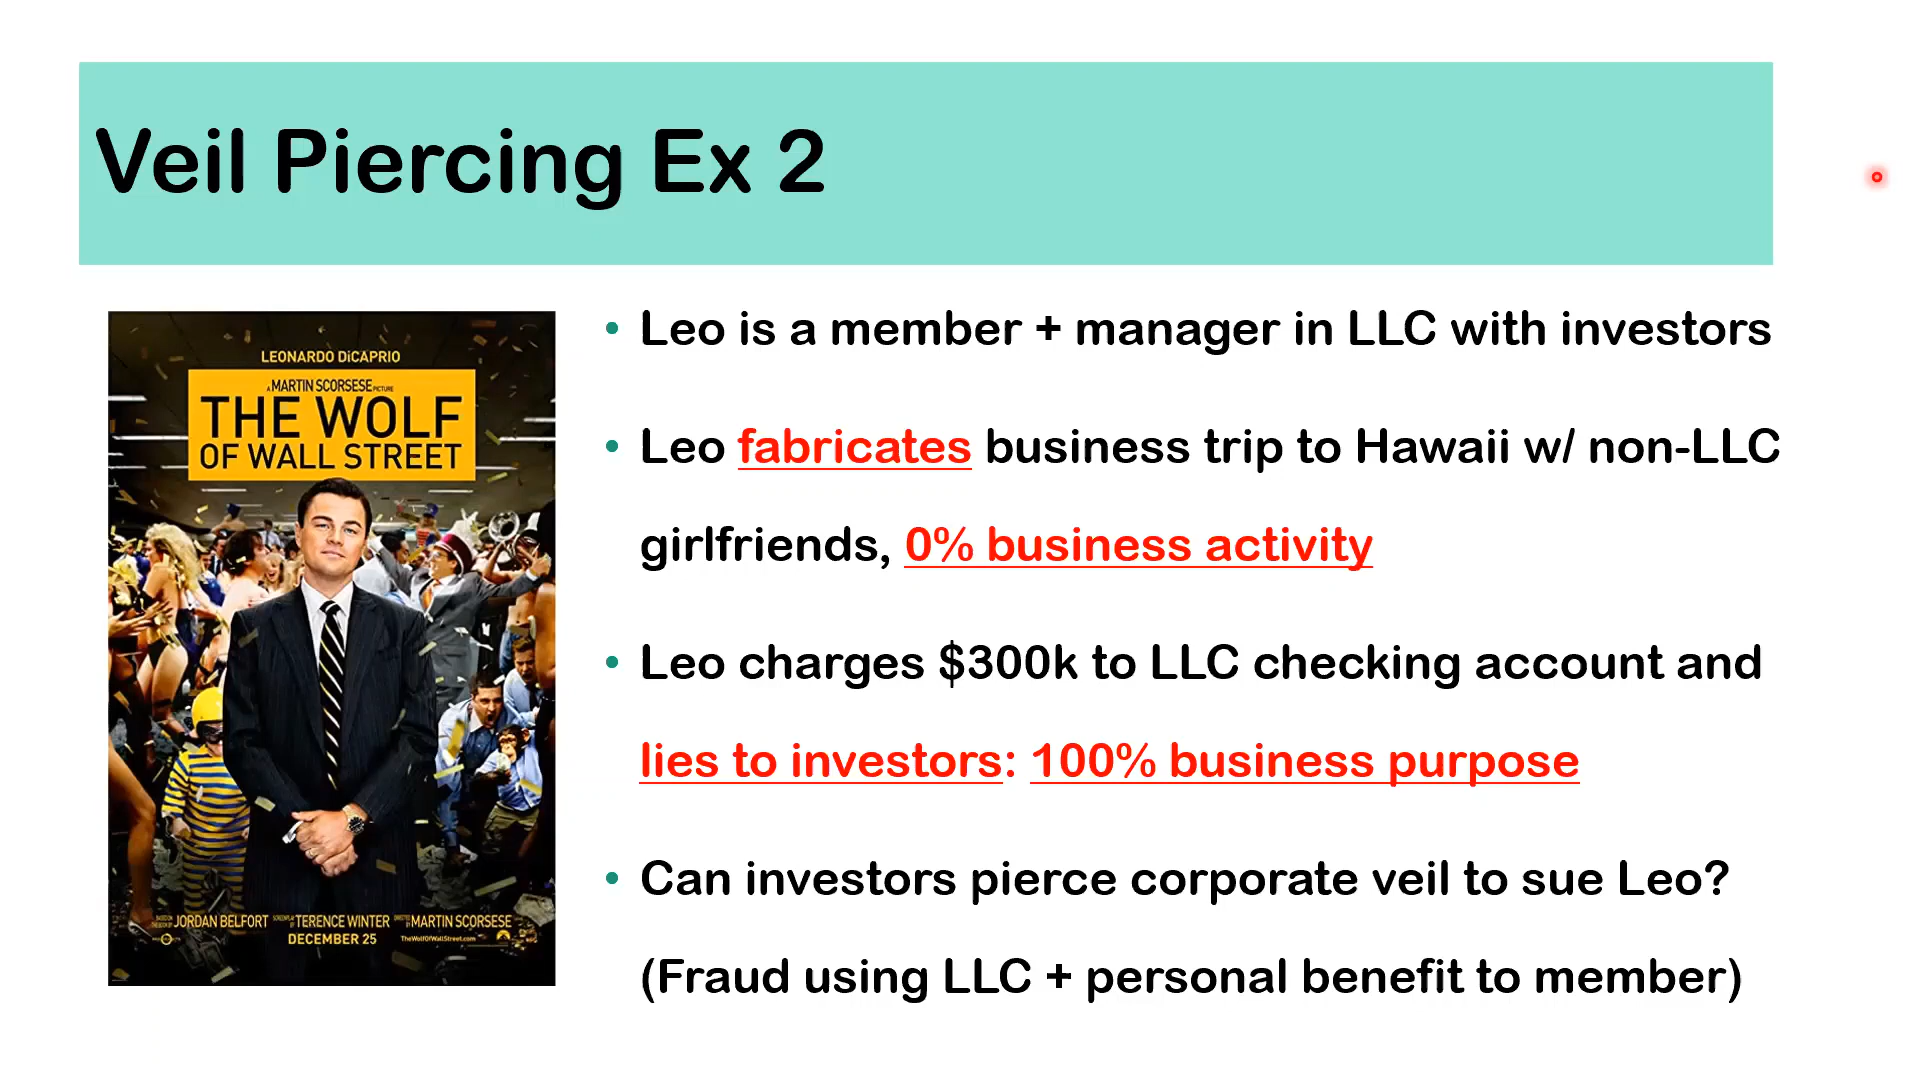 Veil Piercing Ex 2
LEONARDO DiCAPRIO
A MARTIN SCORSESE PICTURE
THE WOLF
OF WALL STREET
JORDAN BELFORT
TERENCE WINTER
MARTIN SCORSESE
DECEMBER 25
TheWolfOfWallStreet.com
• Leo is a member + manager in LLC with investors
• Leo fabricates business trip to Hawaii w/ non-LLC
girlfriends, 0% business activity
• Leo charges $300k to LLC checking account and
lies to investors: 100% business purpose
• Can investors pierce corporate veil to sue Leo?
(Fraud using LLC + personal benefit to member)